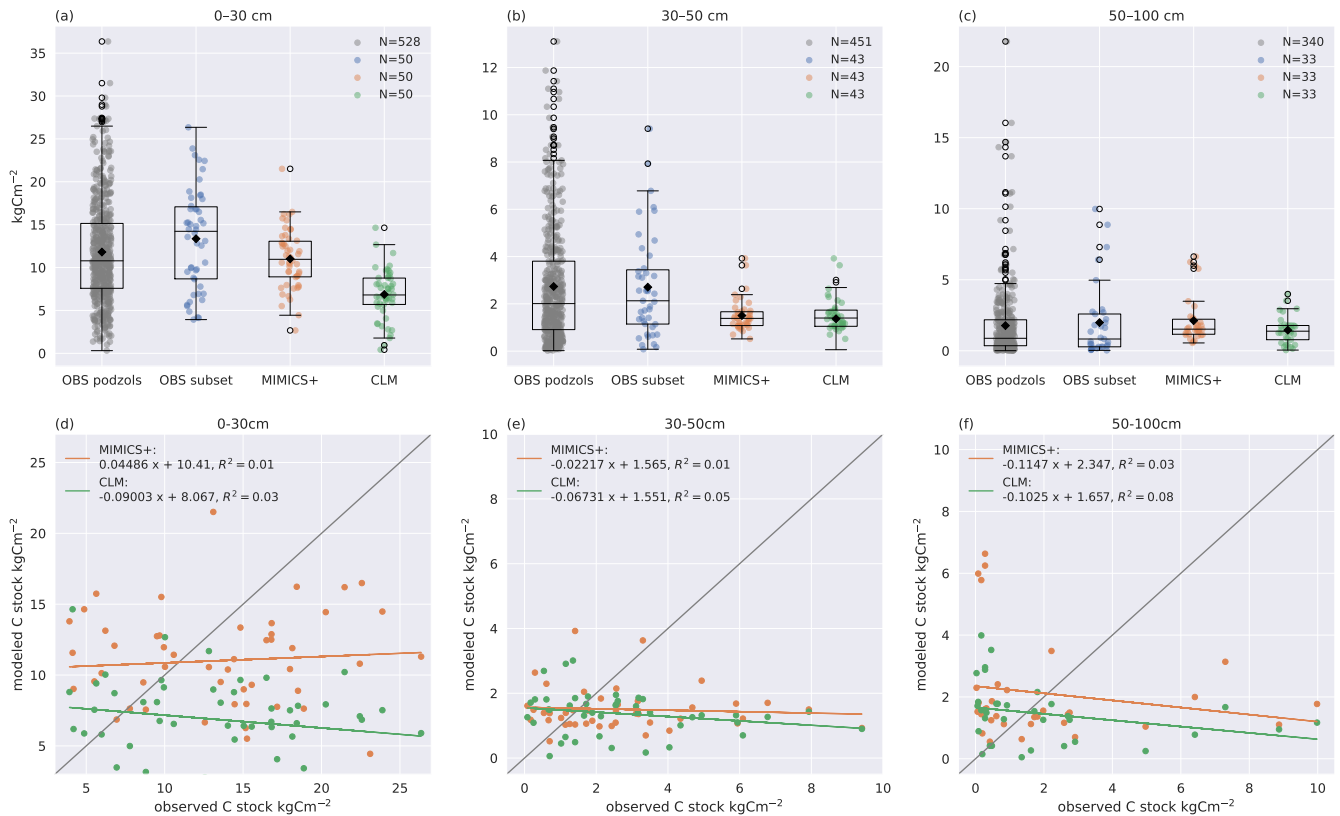 (a) 0–30 cm
kgCm−2
35
30
25
20
15
10
5
0
N=528
N=50
N=50
N=50
OBS podzols OBS subset MIMICS+ CLM
(b) 30–50 cm
12
10
8
6
4
2
0
N=451
N=43
N=43
N=43
OBS podzols OBS subset MIMICS+ CLM
(c) 50–100 cm
20
15
10
5
0
N=340
N=33
N=33
N=33
OBS podzols OBS subset MIMICS+ CLM
(d) 0-30cm
modeled C stock kgCm−2
25
20
15
10
5
MIMICS+:
0.04486 x + 10.41, R2 = 0.01
CLM:
-0.09003 x + 8.067, R2 = 0.03
5 10 15 20 25
observed C stock kgCm−2
(e) 30-50cm
modeled C stock kgCm−2
10
8
6
4
2
0
MIMICS+:
-0.02217 x + 1.565, R2 = 0.01
CLM:
-0.06731 x + 1.551, R2 = 0.05
0 2 4 6 8 10
observed C stock kgCm−2
(f) 50-100cm
modeled C stock kgCm−2
10
8
6
4
2
0
MIMICS+:
-0.1147 x + 2.347, R2 = 0.03
CLM:
-0.1025 x + 1.657, R2 = 0.08
0 2 4 6 8 10
observed C stock kgCm−2